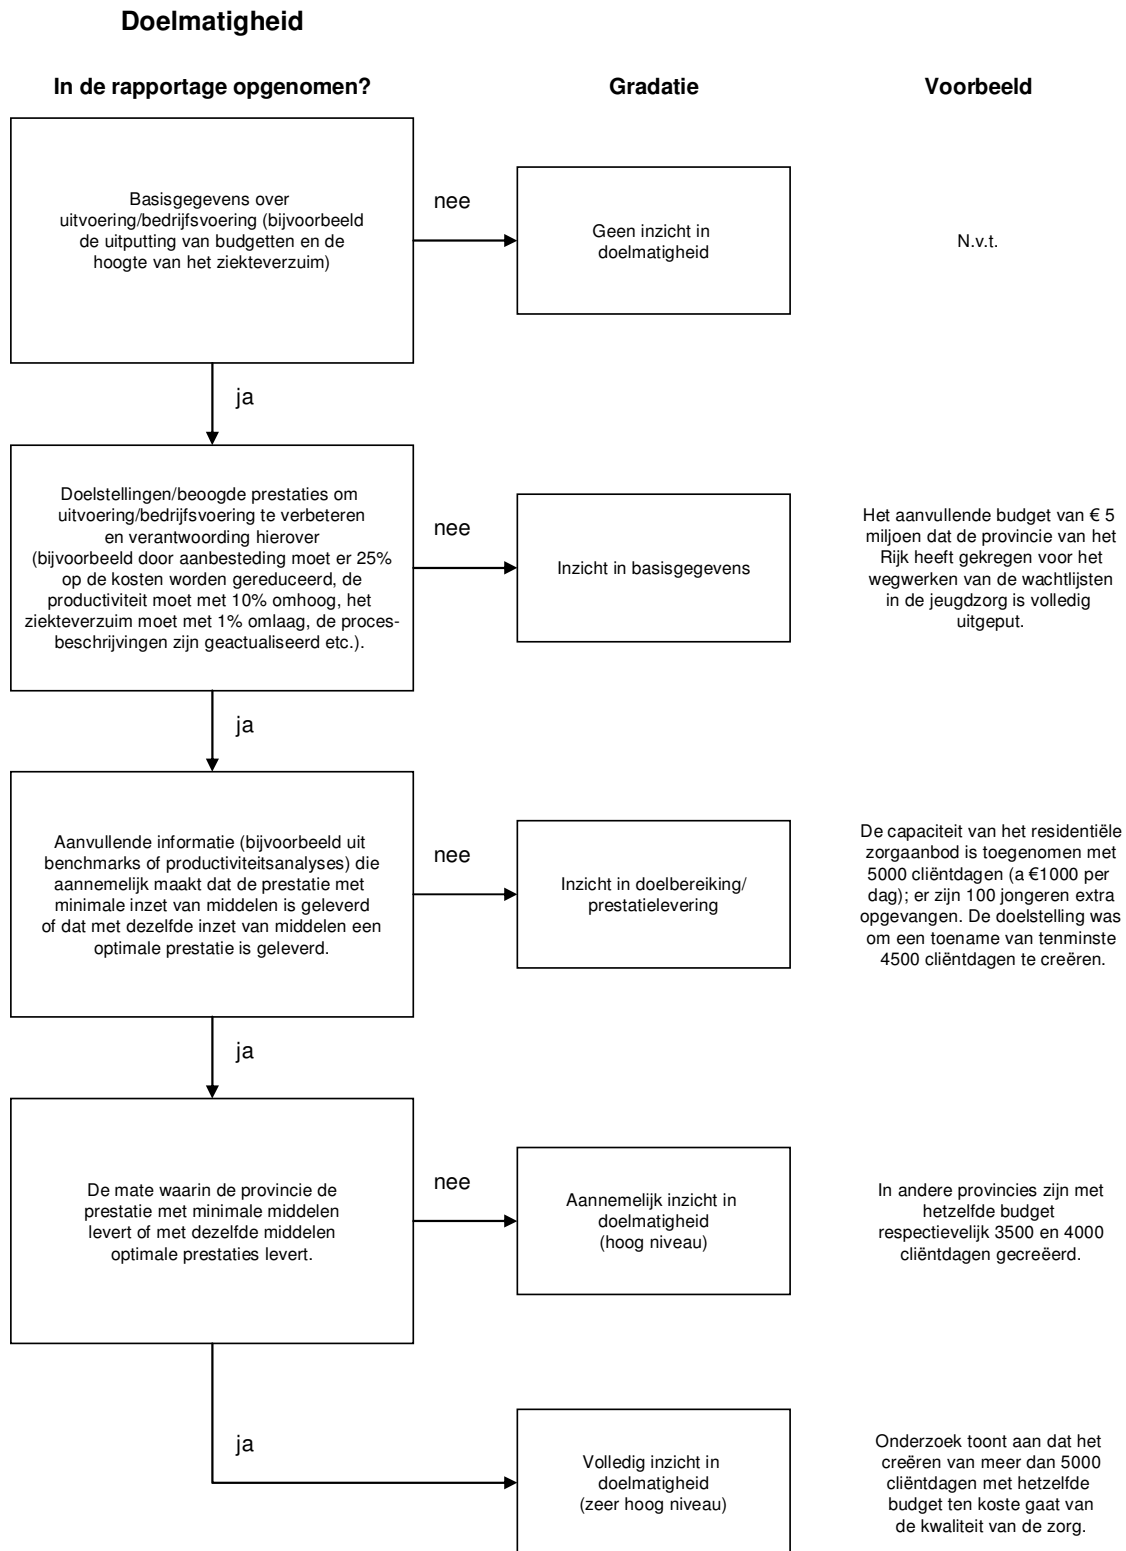 Doelmatigheid
In de rapportage opgenomen?
Gradatie
Voorbeeld
Basisgegevens over
uitvoering/bedrijfsvoering (bijvoorbeeld
de uitputting van budgetten en de
hoogte van het ziekteverzuim)
nee
Geen inzicht in
doelmatigheid
N.v.t.
ja
Doelstellingen/beoogde prestaties om
uitvoering/bedrijfsvoering te verbeteren
en verantwoording hierover
(bijvoorbeeld door aanbesteding moet er 25%
op de kosten worden gereduceerd, de
productiviteit moet met 10% omhoog, het
ziekteverzuim moet met 1% omlaag, de proces-
beschrijvingen zijn geactualiseerd etc.).
nee
Inzicht in basisgegevens
Het aanvullende budget van € 5
miljoen dat de provincie van het
Rijk heeft gekregen voor het
wegwerken van de wachtlijsten
in de jeugdzorg is volledig
uitgeput.
ja
Aanvullende informatie (bijvoorbeeld uit
benchmarks of productiviteitsanalyses) die
aannemelijk maakt dat de prestatie met
minimale inzet van middelen is geleverd
of dat met dezelfde inzet van middelen een
optimale prestatie is geleverd.
nee
Inzicht in doelbereiking/
prestatielevering
De capaciteit van het residentiële
zorgaanbod is toegenomen met
5000 cliëntdagen (a €1000 per
dag); er zijn 100 jongeren extra
opgevangen. De doelstelling was
om een toename van tenminste
4500 cliëntdagen te creëren.
ja
De mate waarin de provincie de
prestatie met minimale middelen
levert of met dezelfde middelen
optimale prestaties levert.
nee
Aannemelijk inzicht in
doelmatigheid
(hoog niveau)
In andere provincies zijn met
hetzelfde budget
respectievelijk 3500 en 4000
cliëntdagen gecreëerd.
ja
Volledig inzicht in
doelmatigheid
(zeer hoog niveau)
Onderzoek toont aan dat het
creëren van meer dan 5000
cliëntdagen met hetzelfde
budget ten koste gaat van
de kwaliteit van de zorg.